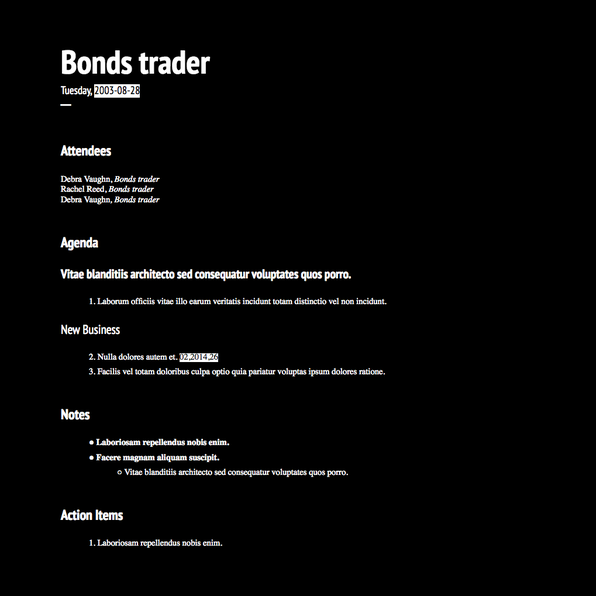 Bonds trader
Tuesday, 2003-08-28
Attendees
Debra Vaughn, Bonds trader
Rachel Reed, Bonds trader
Debra Vaughn, Bonds trader
Agenda
Vitae blanditiis architecto sed consequatur voluptates quos porro.
1. Laborum officiis vitae illo earum veritatis incidunt totam distinctio vel non incidunt.
New Business
2. Nulla dolores autem et. 02.2014.26
3. Facilis vel totam doloribus culpa optio quia pariatur voluptas ipsum dolores ratione.
Notes
● Laboriosam repellendus nobis enim.
● Facere magnam aliquam suscipit.
○ Vitae blanditiis architecto sed consequatur voluptates quos porro.
Action Items
1. Laboriosam repellendus nobis enim.